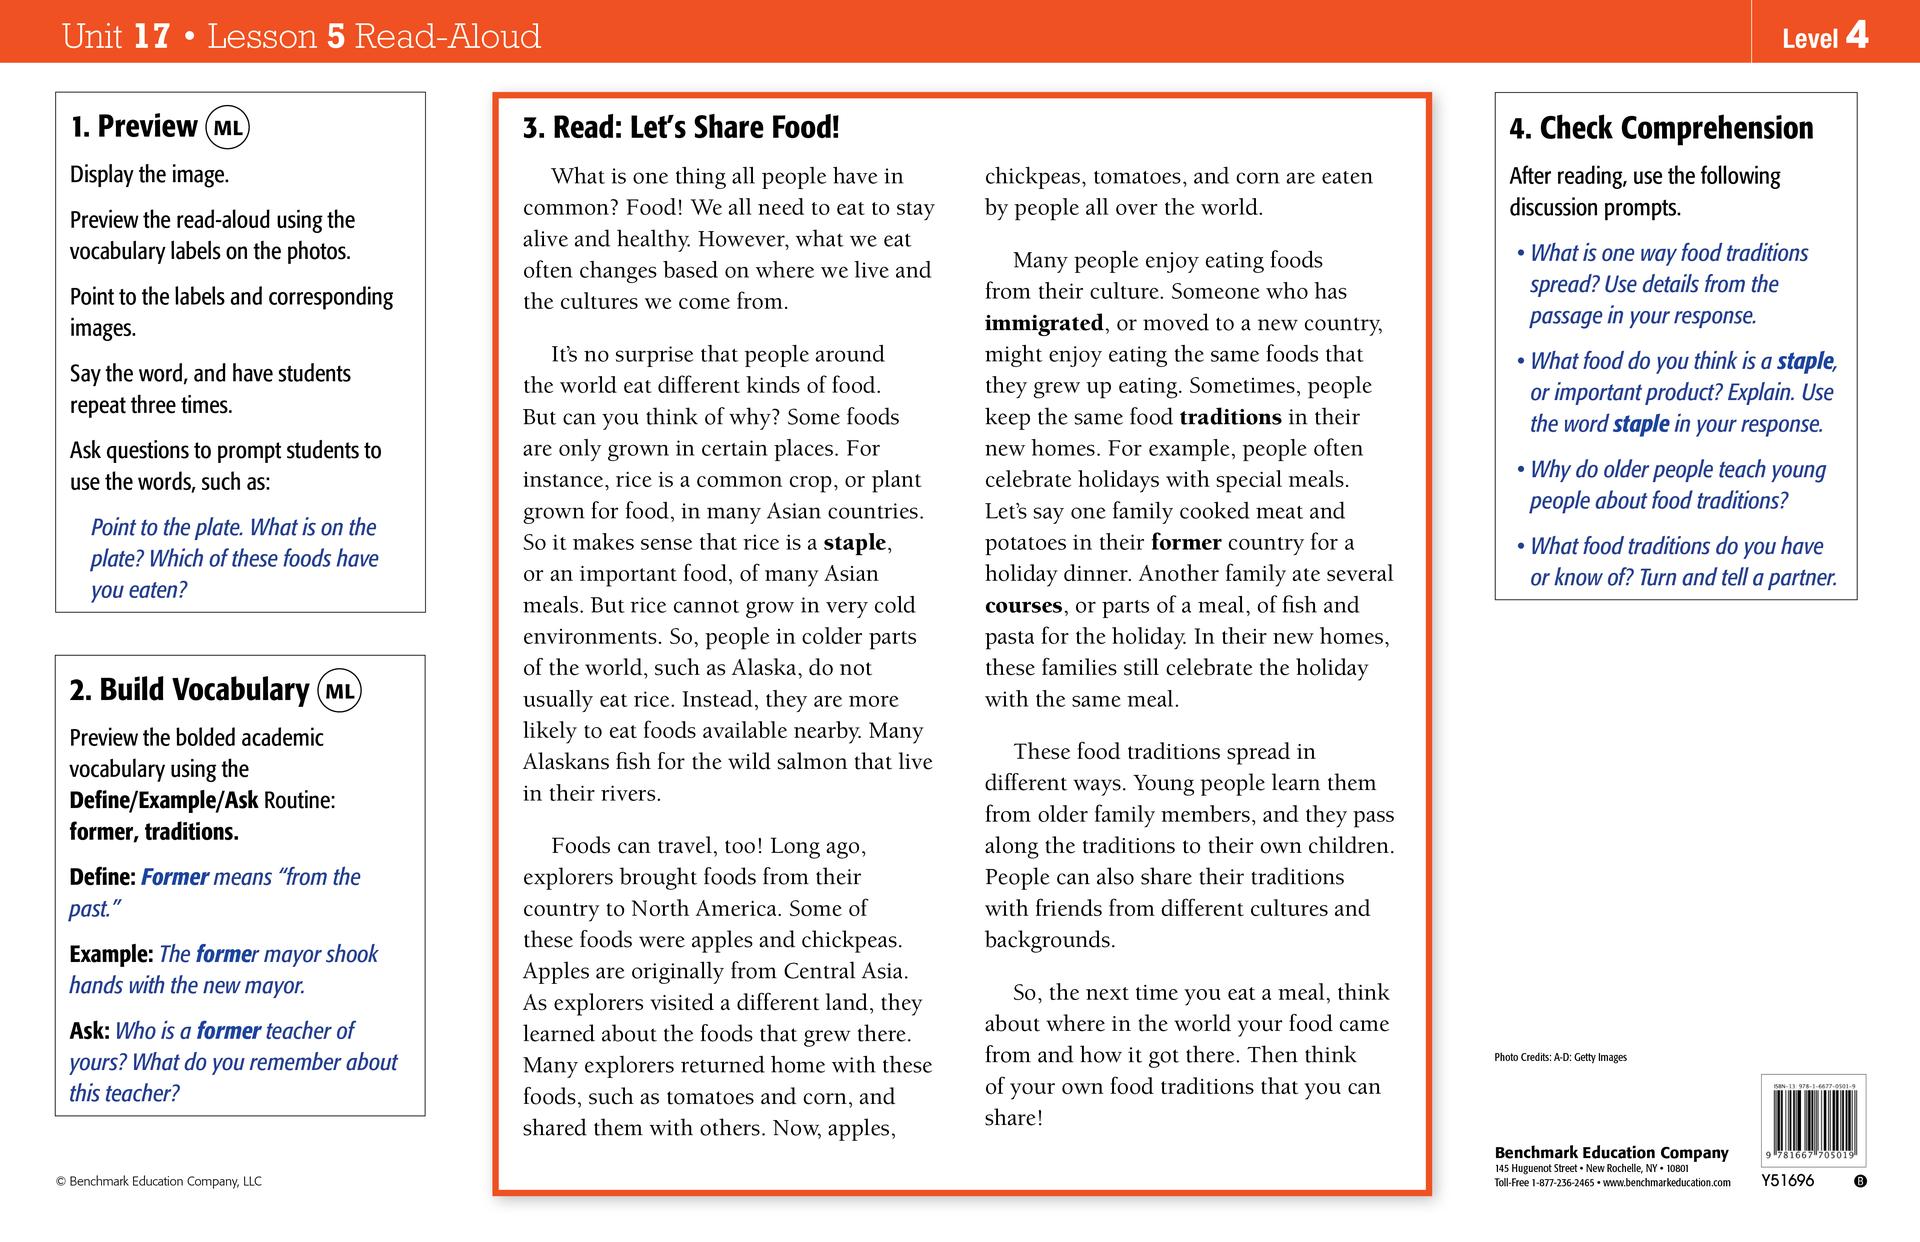 Unit 17 • Lesson 5 Read-Aloud
Level 4
1. Preview ML
Display the image.
Preview the read-aloud using the
vocabulary labels on the photos.
Point to the labels and corresponding
images.
Say the word, and have students
repeat three times.
Ask questions to prompt students to
use the words, such as:
Point to the plate. What is on the
plate? Which of these foods have
you eaten?
2. Build Vocabulary ML
Preview the bolded academic
vocabulary using the
Define/Example/Ask Routine:
former, traditions.
Define: Former means “from the
past.”
Example: The former mayor shook
hands with the new mayor.
Ask: Who is a former teacher of
yours? What do you remember about
this teacher?
© Benchmark Education Company, LLC
3. Read: Let’s Share Food!
What is one thing all people have in
common? Food! We all need to eat to stay
alive and healthy. However, what we eat
often changes based on where we live and
the cultures we come from.
It’s no surprise that people around
the world eat different kinds of food.
But can you think of why? Some foods
are only grown in certain places. For
instance, rice is a common crop, or plant
grown for food, in many Asian countries.
So it makes sense that rice is a staple,
or an important food, of many Asian
meals. But rice cannot grow in very cold
environments. So, people in colder parts
of the world, such as Alaska, do not
usually eat rice. Instead, they are more
likely to eat foods available nearby. Many
Alaskans fish for the wild salmon that live
in their rivers.
Foods can travel, too! Long ago,
explorers brought foods from their
country to North America. Some of
these foods were apples and chickpeas.
Apples are originally from Central Asia.
As explorers visited a different land, they
learned about the foods that grew there.
Many explorers returned home with these
foods, such as tomatoes and corn, and
shared them with others. Now, apples,
chickpeas, tomatoes, and corn are eaten
by people all over the world.
Many people enjoy eating foods
from their culture. Someone who has
immigrated, or moved to a new country,
might enjoy eating the same foods that
they grew up eating. Sometimes, people
keep the same food traditions in their
new homes. For example, people often
celebrate holidays with special meals.
Let’s say one family cooked meat and
potatoes in their former country for a
holiday dinner. Another family ate several
courses, or parts of a meal, of fish and
pasta for the holiday. In their new homes,
these families still celebrate the holiday
with the same meal.
These food traditions spread in
different ways. Young people learn them
from older family members, and they pass
along the traditions to their own children.
People can also share their traditions
with friends from different cultures and
backgrounds.
So, the next time you eat a meal, think
about where in the world your food came
from and how it got there. Then think
of your own food traditions that you can
share!
4. Check Comprehension
After reading, use the following
discussion prompts.
• What is one way food traditions
spread? Use details from the
passage in your response.
• What food do you think is a staple,
or important product? Explain. Use
the word staple in your response.
• Why do older people teach young
people about food traditions?
• What food traditions do you have
or know of? Turn and tell a partner.
Photo Credits: A-D: Getty Images
Benchmark Education Company
145 Huguenot Street • New Rochelle, NY • 10801
Toll-Free 1-877-236-2465 • www.benchmarkeducation.com
ISBN-13 978-1-6677-0501-9
9 781667 705019
Y51696
B